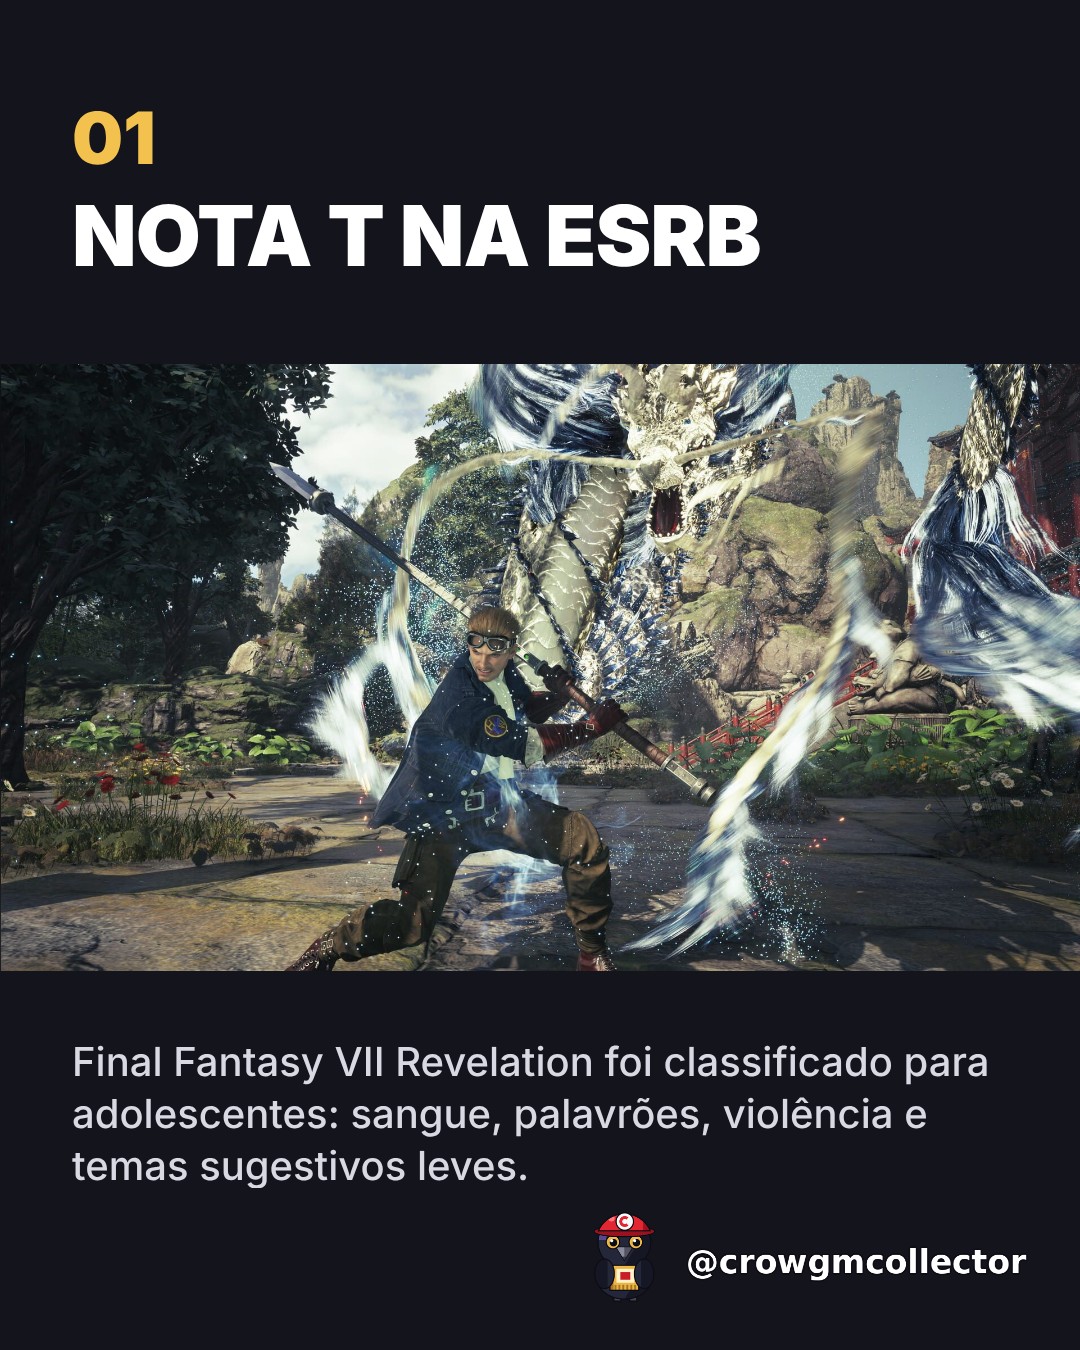 01
NOTA T NA ESRB
Final Fantasy VII Revelation foi classificado para
adolescentes: sangue, palavrões, violência e
temas sugestivos leves.
C
@crowgmcollector